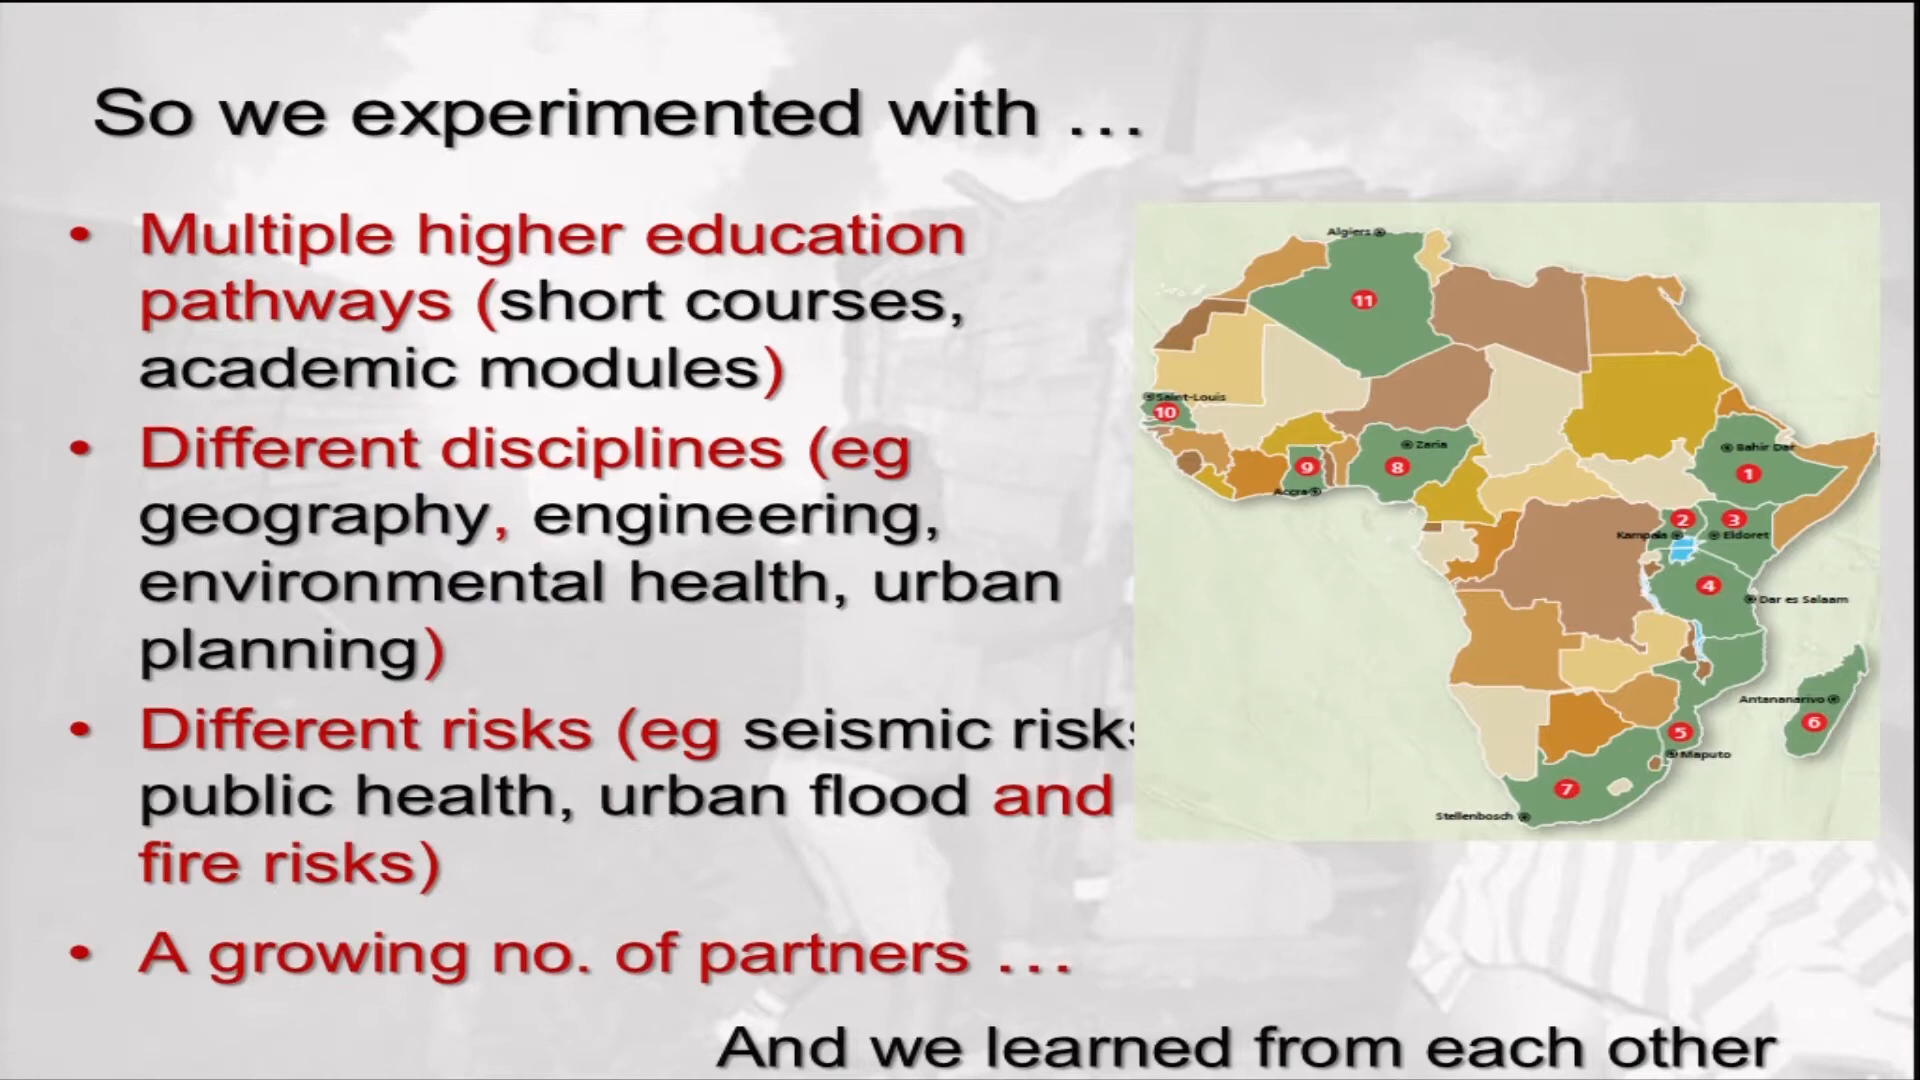 So we experimented with ...
• Multiple higher education
pathways (short courses,
academic modules)
• Different disciplines (eg
geography, engineering,
environmental health, urban
planning)
• Different risks (eg seismic risks
public health, urban flood and
fire risks)
• A growing no. of partners ...
And we learned from each other
Algiers
11
Saint-Louis
10
Zaria
Bahir Dar
9
8
1
Accra
2
3
Kampala
Eldoret
4
Dar es Salaam
Antananarivo
6
5
Maputo
7
Stellenbosch